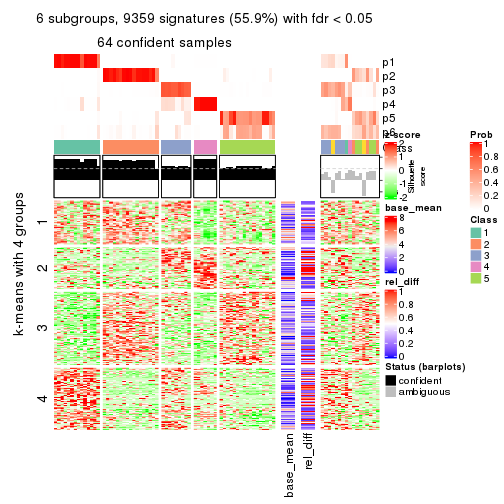 6 subgroups, 9359 signatures (55.9%) with fdr < 0.05
64 confident samples
p1
p2
p3
p4
p5
p6
z-score
2
1
0
-1
-2
Silhouette
score
Prob
1
0.8
0.6
0.4
0.2
0
Class
1
2
3
4
5
base_mean
8
6
4
2
0
rel_diff
1
0.8
0.6
0.4
0.2
0
Status (barplots)
confident
ambiguous
k-means with 4 groups
1
2
3
4
base_mean
rel_diff